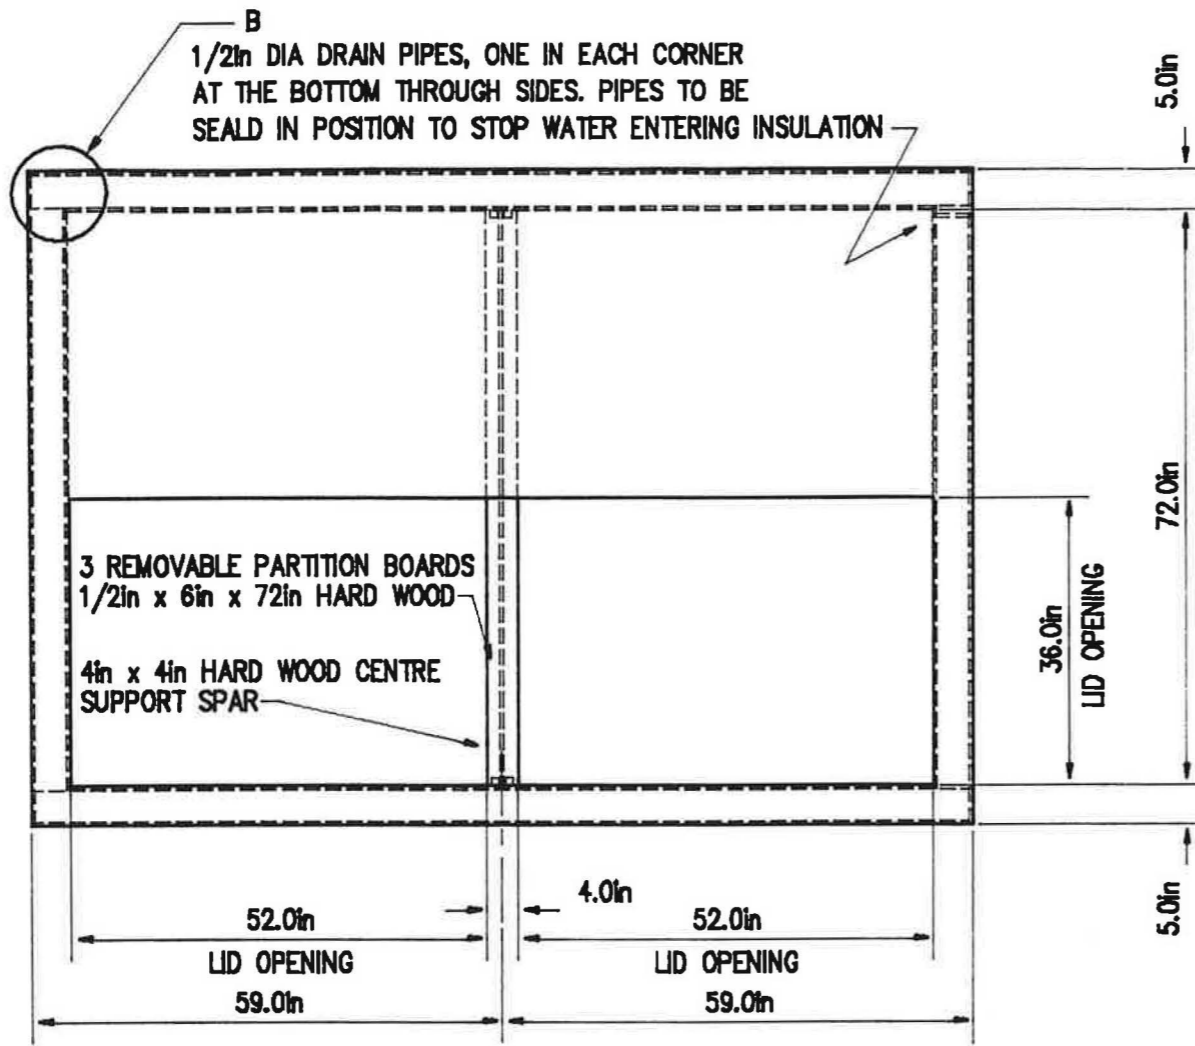 B
1/2in DIA DRAIN PIPES, ONE IN EACH CORNER
AT THE BOTTOM THROUGH SIDES. PIPES TO BE
SEALD IN POSITION TO STOP WATER ENTERING INSULATION
5.0in
72.0in
36.0in
LID OPENING
3 REMOVABLE PARTITION BOARDS
1/2in x 6in x 72in HARD WOOD
4in x 4in HARD WOOD CENTRE
SUPPORT SPAR
5.0in
4.0in
52.0in
52.0in
LID OPENING
LID OPENING
59.0in
59.0in